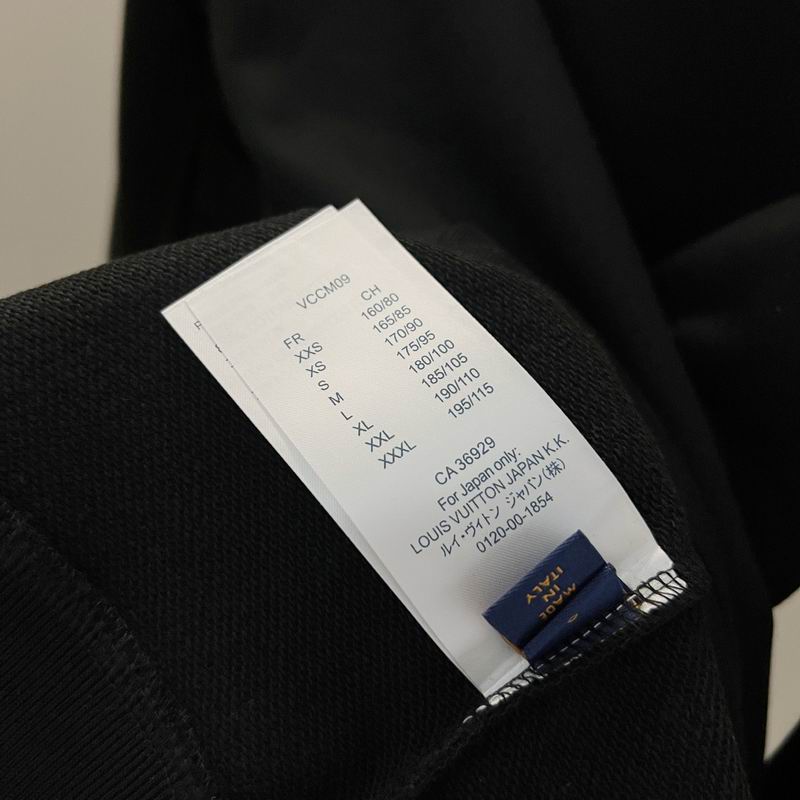 VCCM09
FR CH
XXS 160/80
XS 165/85
S 170/90
M 175/95
L 180/100
XL 185/105
XXL 190/110
XXXL 195/115
CA 36929
For Japan only:
LOUIS VUITTON JAPAN K.K.
ルイ・ヴィトン ジャパン(株)
0120-00-1854
MADE
IN
ITALY